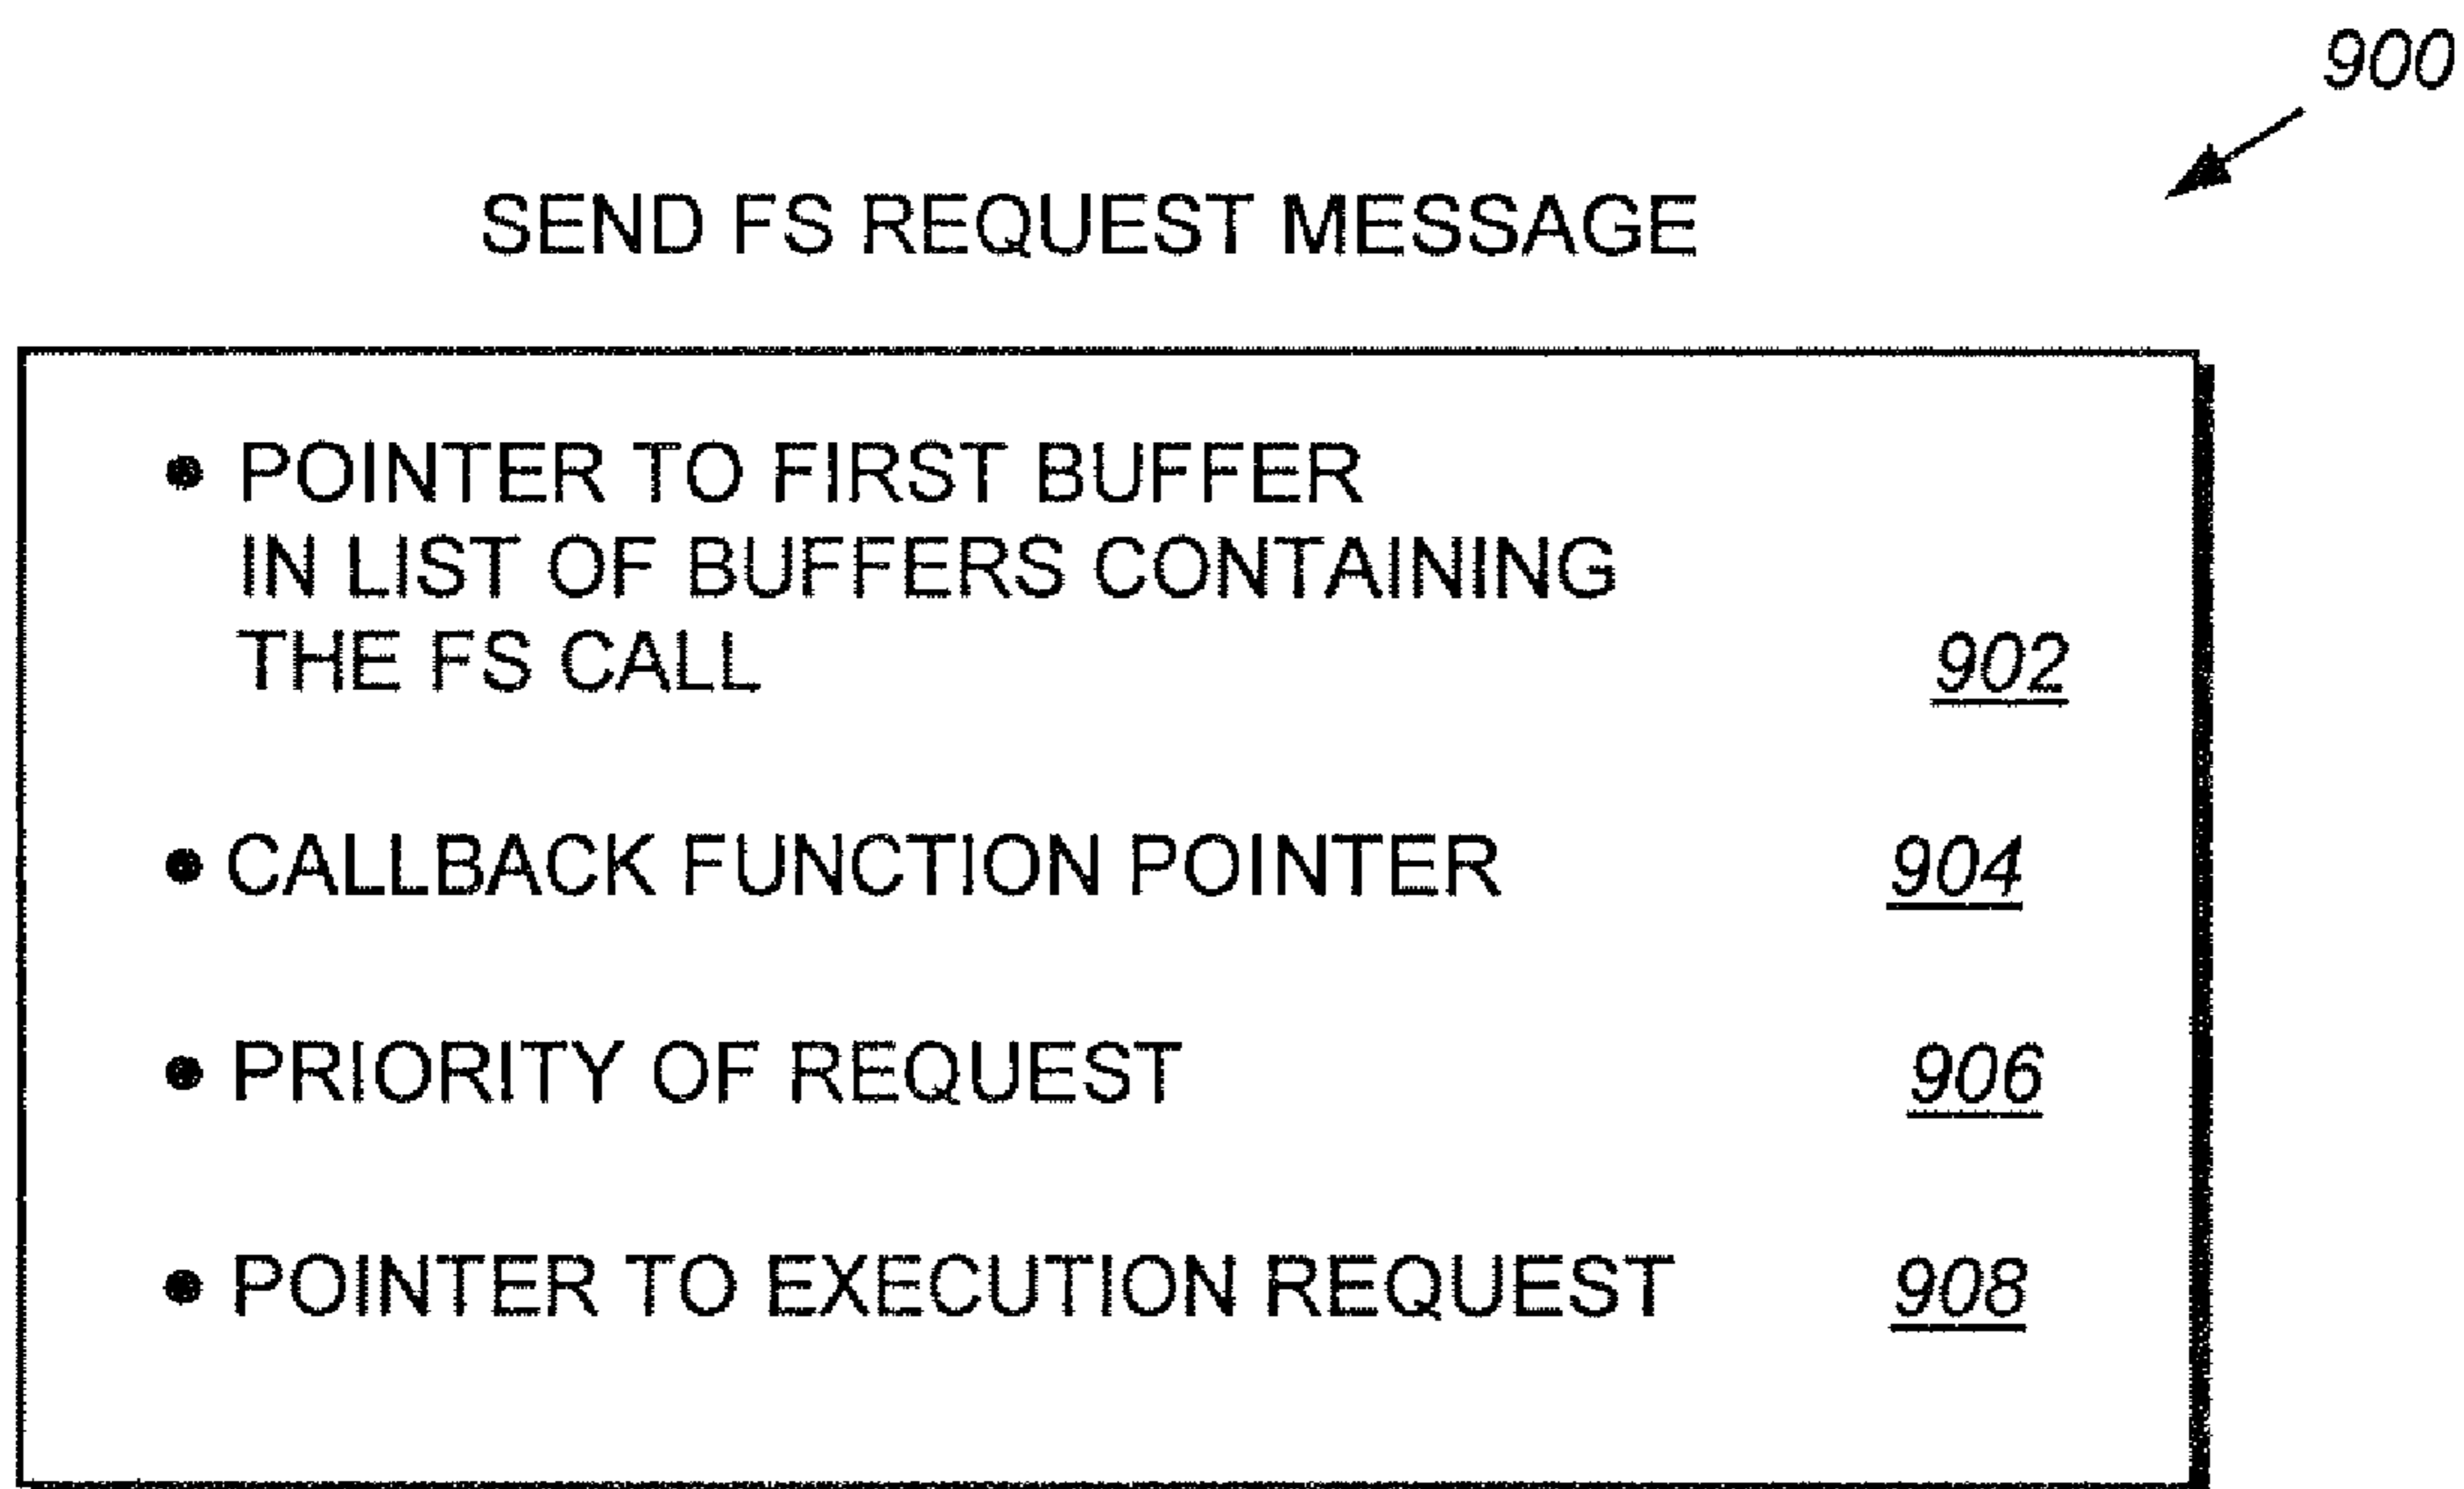 900
SEND FS REQUEST MESSAGE
• POINTER TO FIRST BUFFER
IN LIST OF BUFFERS CONTAINING
THE FS CALL 902
• CALLBACK FUNCTION POINTER 904
• PRIORITY OF REQUEST 906
• POINTER TO EXECUTION REQUEST 908